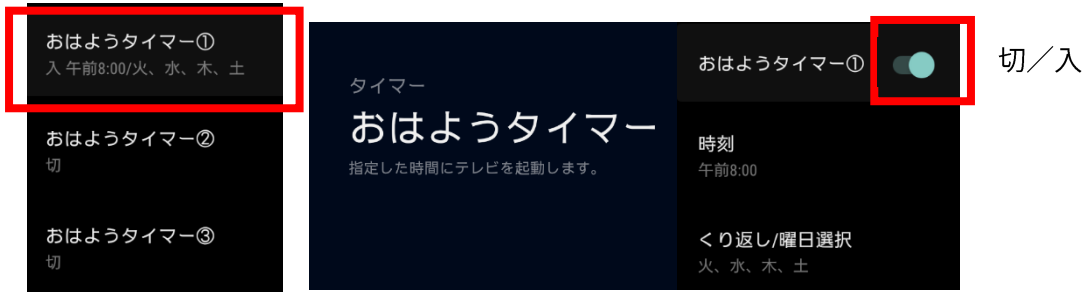 おはようタイマー①
入 午前8:00/火、水、木、土
おはようタイマー②
切
おはようタイマー③
切
タイマー
おはようタイマー
指定した時間にテレビを起動します。
おはようタイマー①
時刻
午前8:00
くり返し/曜日選択
火、水、木、土
切／入